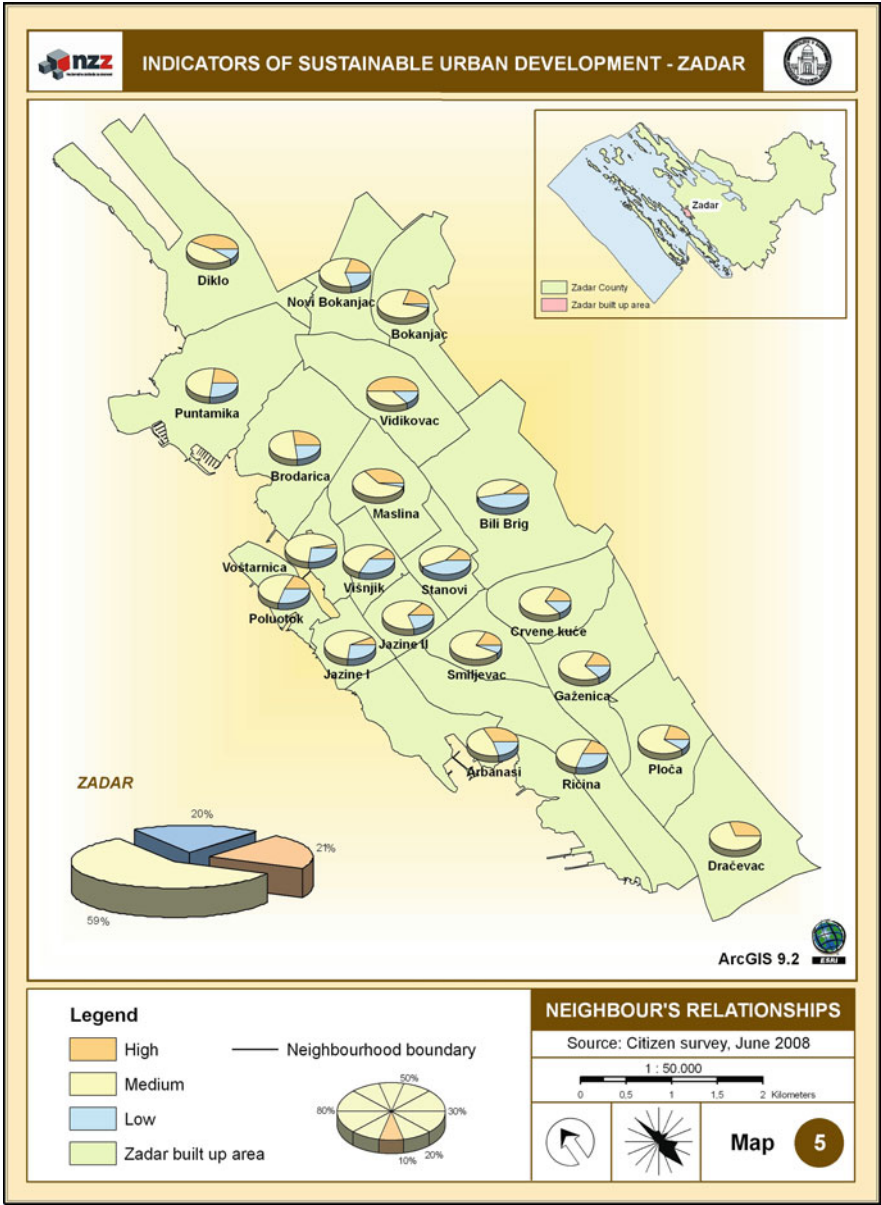 nzz
INDICATORS OF SUSTAINABLE URBAN DEVELOPMENT - ZADAR
Zadar
Zadar County
Zadar built up area
Diklo
Novi Bokanjac
Bokanjac
Puntamika
Vidikovac
Brodarica
Maslina
Bili Brig
Voštarnica
Višnjik
Stanovi
Poluotok
Crvene kuće
Jazine II
Jazine I
Smiljevac
Gaženica
Arbanasi
Ričina
Ploča
Dračevac
ZADAR
20%
21%
59%
ArcGIS 9.2
ESRI
Legend
High
Medium
Low
Zadar built up area
Neighbourhood boundary
50%
80%
30%
20%
10%
NEIGHBOUR'S RELATIONSHIPS
Source: Citizen survey, June 2008
1 : 50.000
0 0,5 1 1,5 2 Kilometers
Map 5